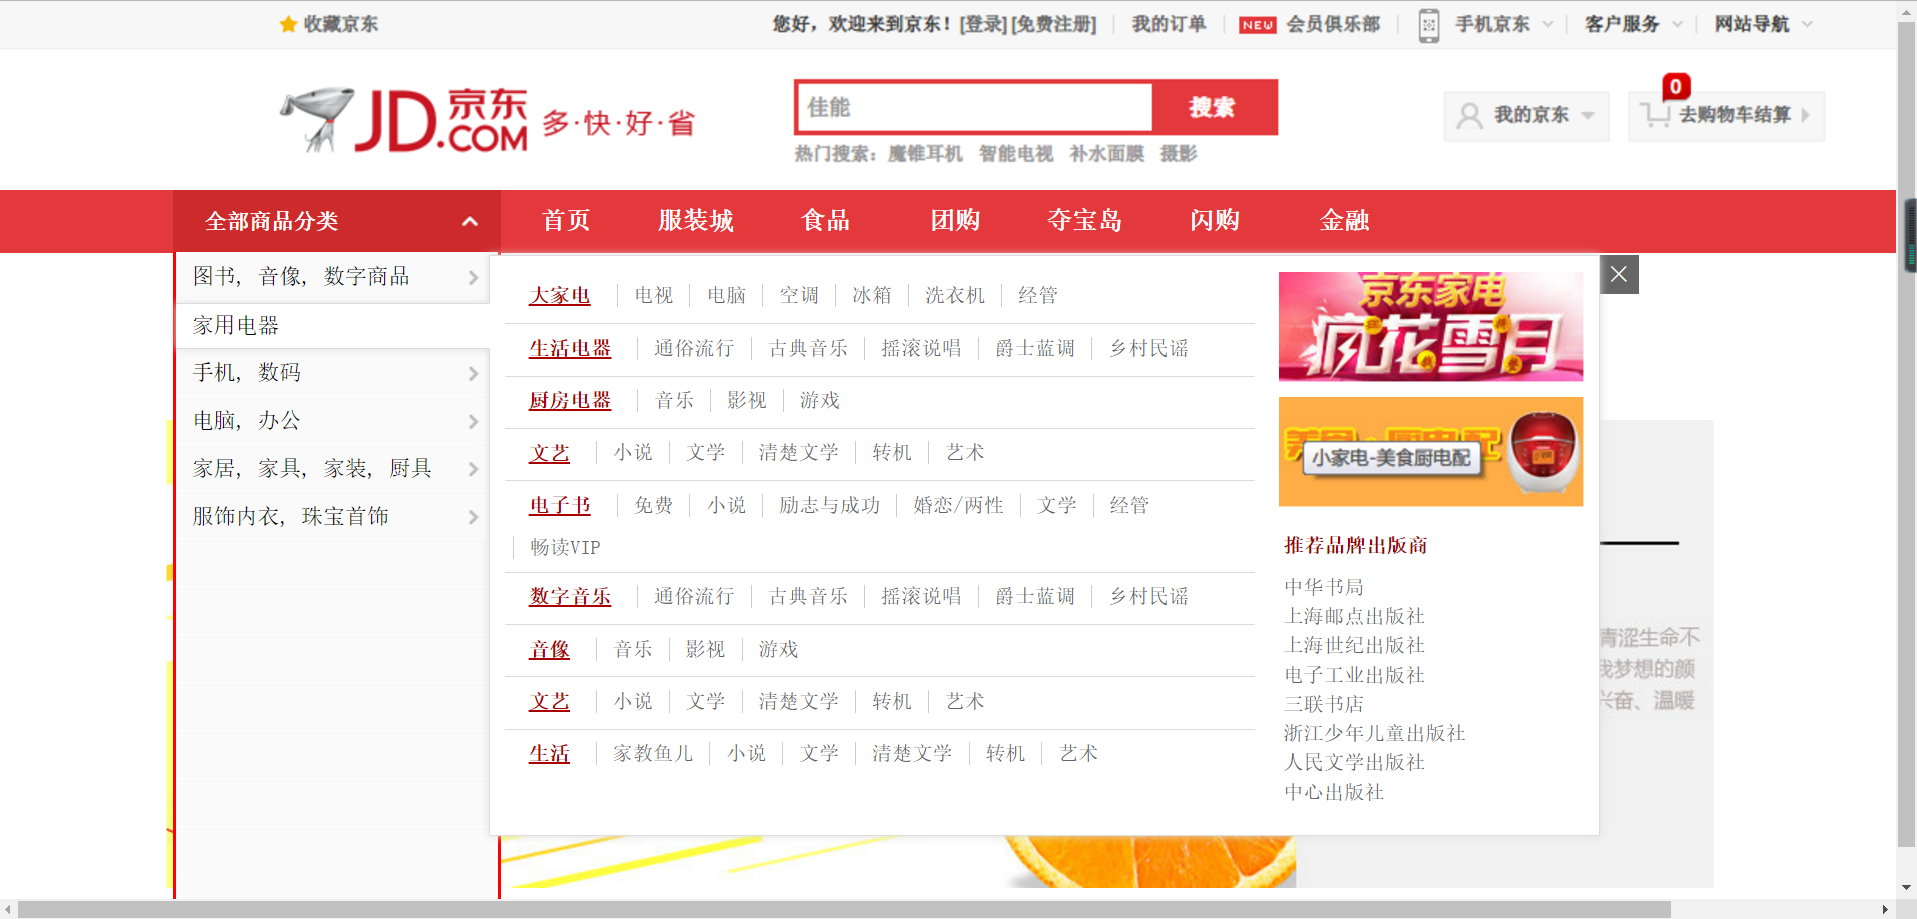 收藏京东
您好，欢迎来到京东！[登录] [免费注册] 我的订单 NEW 会员俱乐部 手机京东 客户服务 网站导航
JD.COM 京东 多·快·好·省
佳能 搜索
我的京东 0 去购物车结算
热门搜索：魔锥耳机 智能电视 补水面膜 摄影
全部商品分类 首页 服装城 食品 团购 夺宝岛 闪购 金融
图书，音像，数字商品
家用电器
手机，数码
电脑，办公
家居，家具，家装，厨具
服饰内衣，珠宝首饰
大家电 电视 电脑 空调 冰箱 洗衣机 经管
生活电器 通俗流行 古典音乐 摇滚说唱 爵士蓝调 乡村民谣
厨房电器 音乐 影视 游戏
文艺 小说 文学 清楚文学 转机 艺术
电子书 免费 小说 励志与成功 婚恋/两性 文学 经管
畅读VIP
数字音乐 通俗流行 古典音乐 摇滚说唱 爵士蓝调 乡村民谣
音像 音乐 影视 游戏
文艺 小说 文学 清楚文学 转机 艺术
生活 家教鱼儿 小说 文学 清楚文学 转机 艺术
京东家电
疯花雪月
小家电-美食厨电配
推荐品牌出版商
中华书局
上海邮点出版社
上海世纪出版社
电子工业出版社
三联书店
浙江少年儿童出版社
人民文学出版社
中心出版社
青涩生命不
我梦想的颜
兴奋、温暖